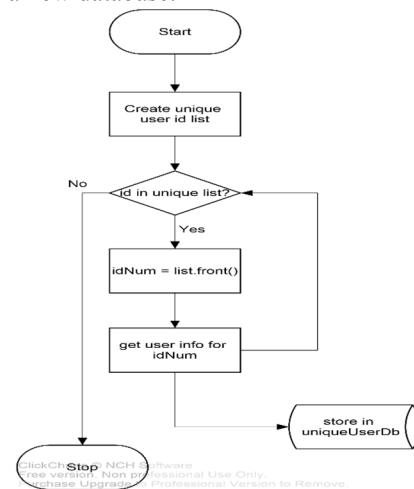 Start
Create unique
user id list
id in unique list?
No
Yes
idNum = list.front()
get user info for
idNum
store in
uniqueUserDb
Stop
NCH Software
Free version. Non professional Use Only.
Purchase Upgrade to Professional Version to Remove.